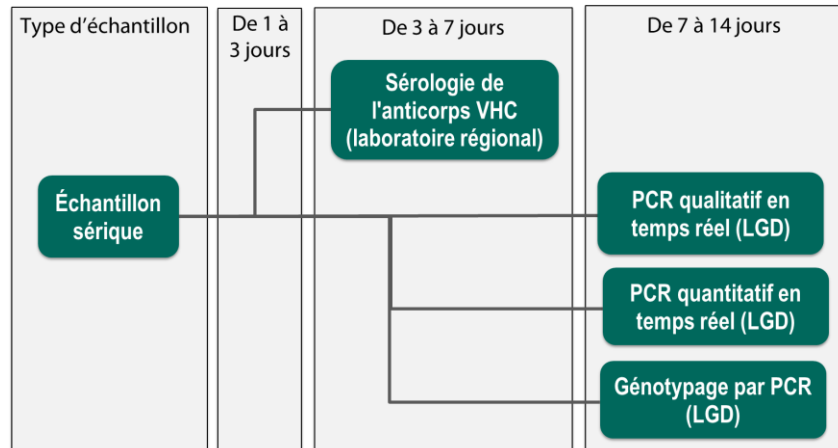 Type d'échantillon
De 1 à
3 jours
De 3 à 7 jours
De 7 à 14 jours
Sérologie de
l'anticorps VHC
(laboratoire régional)
Échantillon
sérique
PCR qualitatif en
temps réel (LGD)
PCR quantitatif en
temps réel (LGD)
Génotypage par PCR
(LGD)